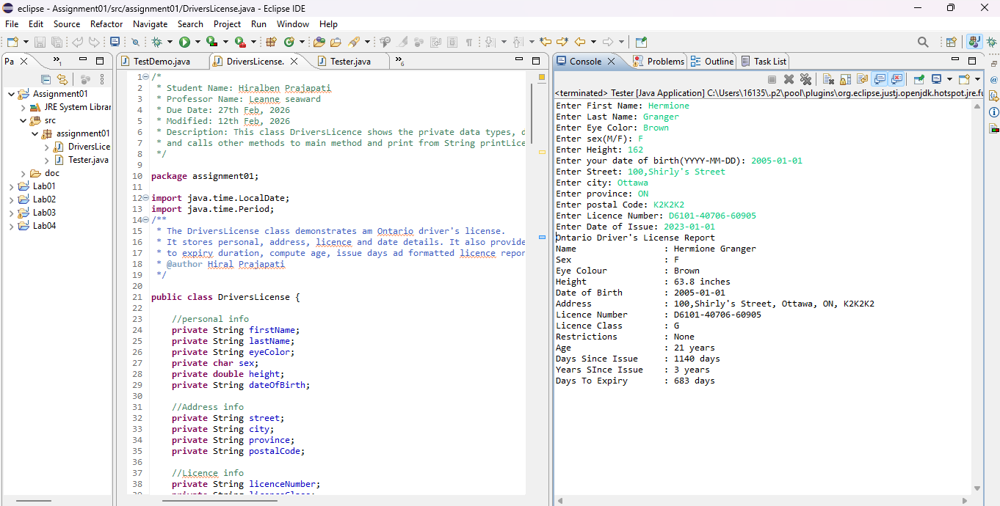 eclipse - Assignment01/src/assignment01/DriversLicense.java - Eclipse IDE
File Edit Source Refactor Navigate Search Project Run Window Help
Pa
»1
Assignment01
JRE System Librar
src
assignment01
DriversLice
Tester.java
doc
Lab01
Lab02
Lab03
Lab04
TestDemo.java DriversLicense. Tester.java »6
1 /*
2 * Student Name: Hiralben Prajapati
3 * Professor Name: Leanne seaward
4 * Due Date: 27th Feb, 2026
5 * Modified: 12th Feb, 2026
6 * Description: This class DriversLicence shows the private data types, c
7 * and calls other methods to main method and print from String printLice
8 */
9
10 package assignment01;
11
12 import java.time.LocalDate;
13 import java.time.Period;
14 /**
15 * The DriversLicense class demonstrates am Ontario driver's license.
16 * It stores personal, address, licence and date details. It also provide
17 * to expiry duration, compute age, issue days ad formatted licence repor
18 * @author Hiral Prajapati
19 */
20
21 public class DriversLicense {
22
23 //personal info
24 private String firstName;
25 private String lastName;
26 private String eyeColor;
27 private char sex;
28 private double height;
29 private String dateOfBirth;
30
31 //Address info
32 private String street;
33 private String city;
34 private String province;
35 private String postalCode;
36
37 //Licence info
38 private String licenceNumber;
Console Problems Outline Task List
<terminated> Tester [Java Application] C:\Users\16135\.p2\pool\plugins\org.eclipse.justj.openjdk.hotspot.jre.fu
Enter First Name: Hermione
Enter Last Name: Granger
Enter Eye Color: Brown
Enter sex(M/F): F
Enter Height: 162
Enter your date of birth(YYYY-MM-DD): 2005-01-01
Enter Street: 100,Shirly's Street
Enter city: Ottawa
Enter province: ON
Enter postal Code: K2K2K2
Enter Licence Number: D6101-40706-60905
Enter Date of Issue: 2023-01-01
Ontario Driver's License Report
Name : Hermione Granger
Sex : F
Eye Colour : Brown
Height : 63.8 inches
Date of Birth : 2005-01-01
Address : 100,Shirly's Street, Ottawa, ON, K2K2K2
Licence Number : D6101-40706-60905
Licence Class : G
Restrictions : None
Age : 21 years
Days Since Issue : 1140 days
Years SInce Issue : 3 years
Days To Expiry : 683 days